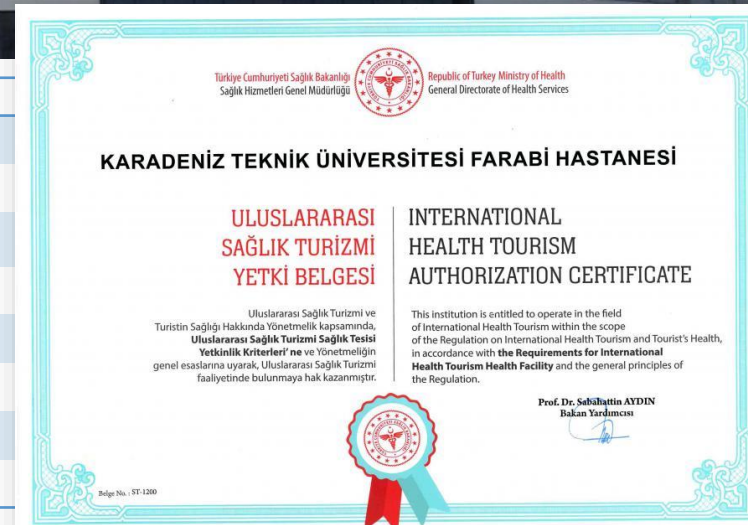 Türkiye Cumhuriyeti Sağlık Bakanlığı
Sağlık Hizmetleri Genel Müdürlüğü
Republic of Turkey Ministry of Health
General Directorate of Health Services
KARADENİZ TEKNİK ÜNİVERSİTESİ FARABİ HASTANESİ
ULUSLARARASI
SAĞLIK TURİZMİ
YETKİ BELGESİ
Uluslararası Sağlık Turizmi ve
Turistin Sağlığı Hakkında Yönetmelik kapsamında,
Uluslararası Sağlık Turizmi Sağlık Tesisi
Yetkinlik Kriterleri' ne ve Yönetmeliğin
genel esaslarına uyarak, Uluslararası Sağlık Turizmi
faaliyetinde bulunmaya hak kazanmıştır.
INTERNATIONAL
HEALTH TOURISM
AUTHORIZATION CERTIFICATE
This institution is entitled to operate in the field
of International Health Tourism within the scope
of the Regulation on International Health Tourism and Tourist's Health,
in accordance with the Requirements for International
Health Tourism Health Facility and the general principles of
the Regulation.
Prof. Dr. Sabahattin AYDIN
Bakan Yardımcısı
Belge No. : ST-1200